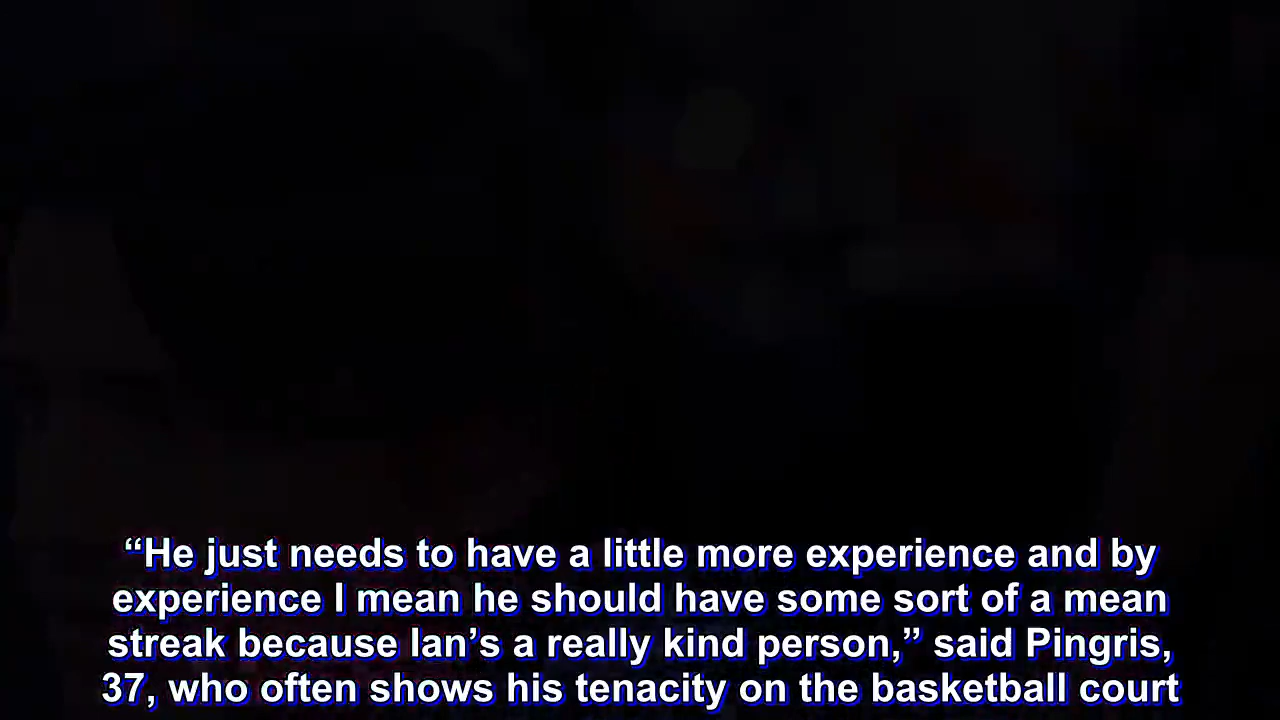 “He just needs to have a little more experience and by
experience I mean he should have some sort of a mean
streak because Ian’s a really kind person,” said Pingris,
37, who often shows his tenacity on the basketball court